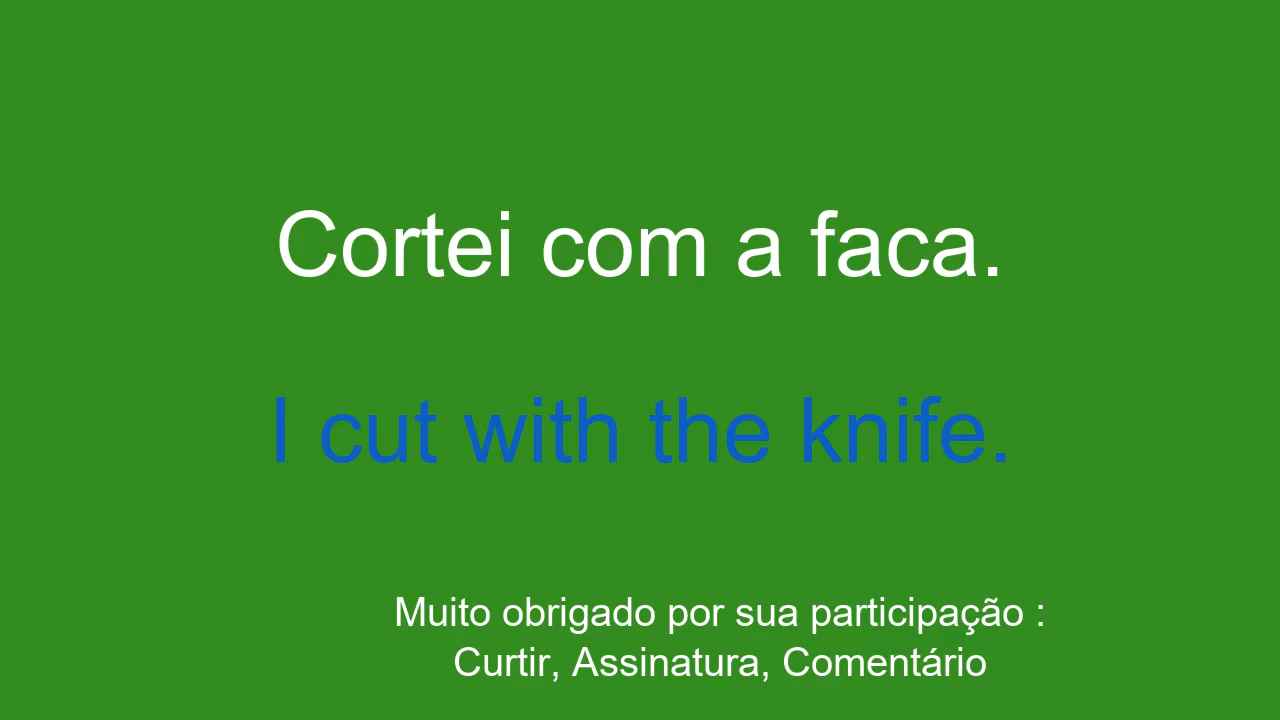 Cortei com a faca.
I cut with the knife.
Muito obrigado por sua participação :
Curtir, Assinatura, Comentário